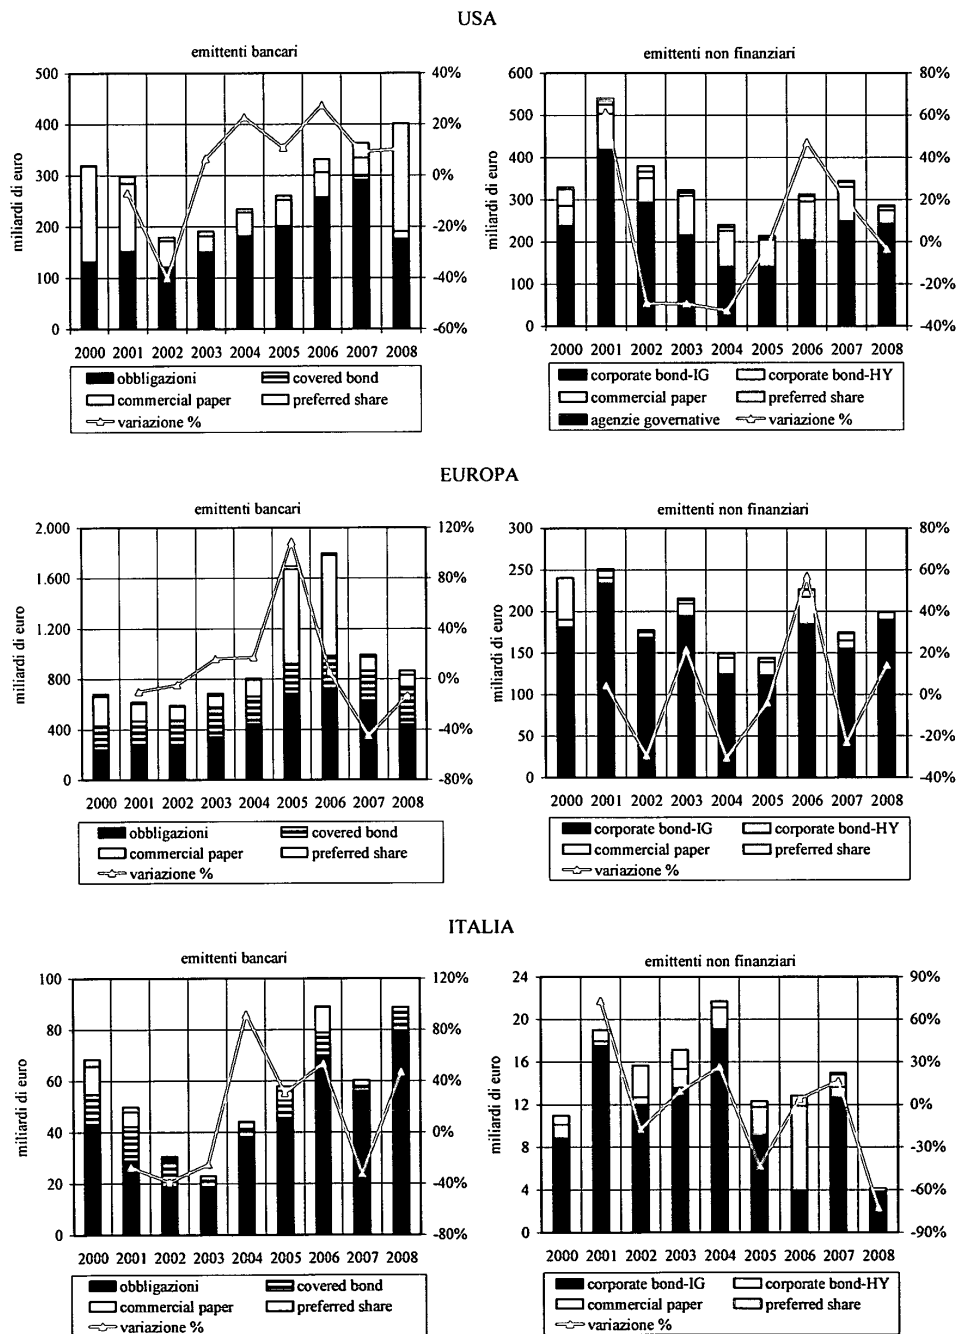 USA
emittenti bancari
500 400 300 200 100 0
miliardi di euro
40% 20% 0% -20% -40% -60%
2000 2001 2002 2003 2004 2005 2006 2007 2008
obbligazioni covered bond
commercial paper preferred share
variazione %
emittenti non finanziari
600 500 400 300 200 100 0
miliardi di euro
80% 60% 40% 20% 0% -20% -40%
2000 2001 2002 2003 2004 2005 2006 2007 2008
corporate bond-IG corporate bond-HY
commercial paper preferred share
agenzie governative variazione %
EUROPA
emittenti bancari
2.000 1.600 1.200 800 400 0
miliardi di euro
120% 80% 40% 0% -40% -80%
2000 2001 2002 2003 2004 2005 2006 2007 2008
obbligazioni covered bond
commercial paper preferred share
variazione %
emittenti non finanziari
300 250 200 150 100 50 0
miliardi di euro
80% 60% 40% 20% 0% -20% -40%
2000 2001 2002 2003 2004 2005 2006 2007 2008
corporate bond-IG corporate bond-HY
commercial paper preferred share
variazione %
ITALIA
emittenti bancari
100 80 60 40 20 0
miliardi di euro
120% 80% 40% 0% -40% -80%
2000 2001 2002 2003 2004 2005 2006 2007 2008
obbligazioni covered bond
commercial paper preferred share
variazione %
emittenti non finanziari
24 20 16 12 8 4 0
miliardi di euro
90% 60% 30% 0% -30% -60% -90%
2000 2001 2002 2003 2004 2005 2006 2007 2008
corporate bond-IG corporate bond-HY
commercial paper preferred share
variazione %